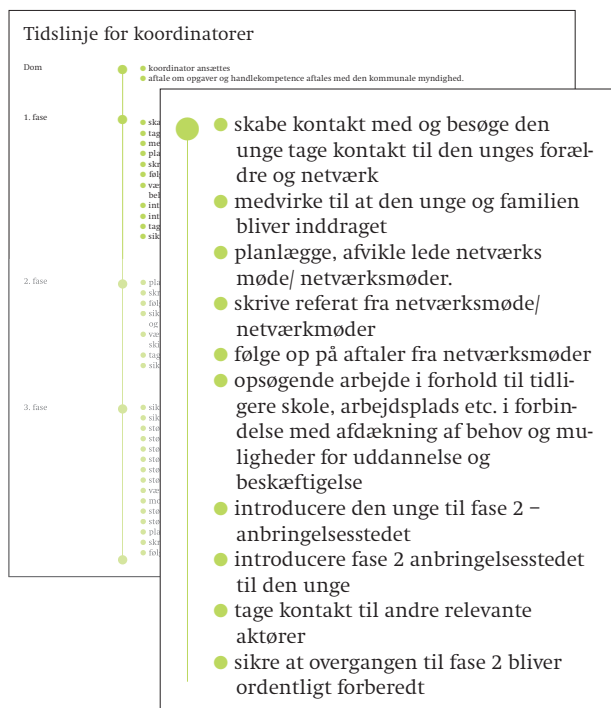 Tidslinje for koordinatorer
Dom
● koordinator ansættes
● aftale om opgaver og handlekompetence aftales med den kommunale myndighed.
1. fase
2. fase
3. fase
● skabe kontakt med og besøge den
unge tage kontakt til den unges foræl-
dre og netværk
● medvirke til at den unge og familien
bliver inddraget
● planlægge, afvikle lede netværks
møde/ netværksmøder.
● skrive referat fra netværksmøde/
netværkmøder
● følge op på aftaler fra netværksmøder
● opsøgende arbejde i forhold til tidli-
gere skole, arbejdsplads etc. i forbin-
delse med afdækning af behov og mu-
ligheder for uddannelse og
beskæftigelse
● introducere den unge til fase 2 –
anbringelsesstedet
● introducere fase 2 anbringelsesstedet
til den unge
● tage kontakt til andre relevante
aktører
● sikre at overgangen til fase 2 bliver
ordentligt forberedt